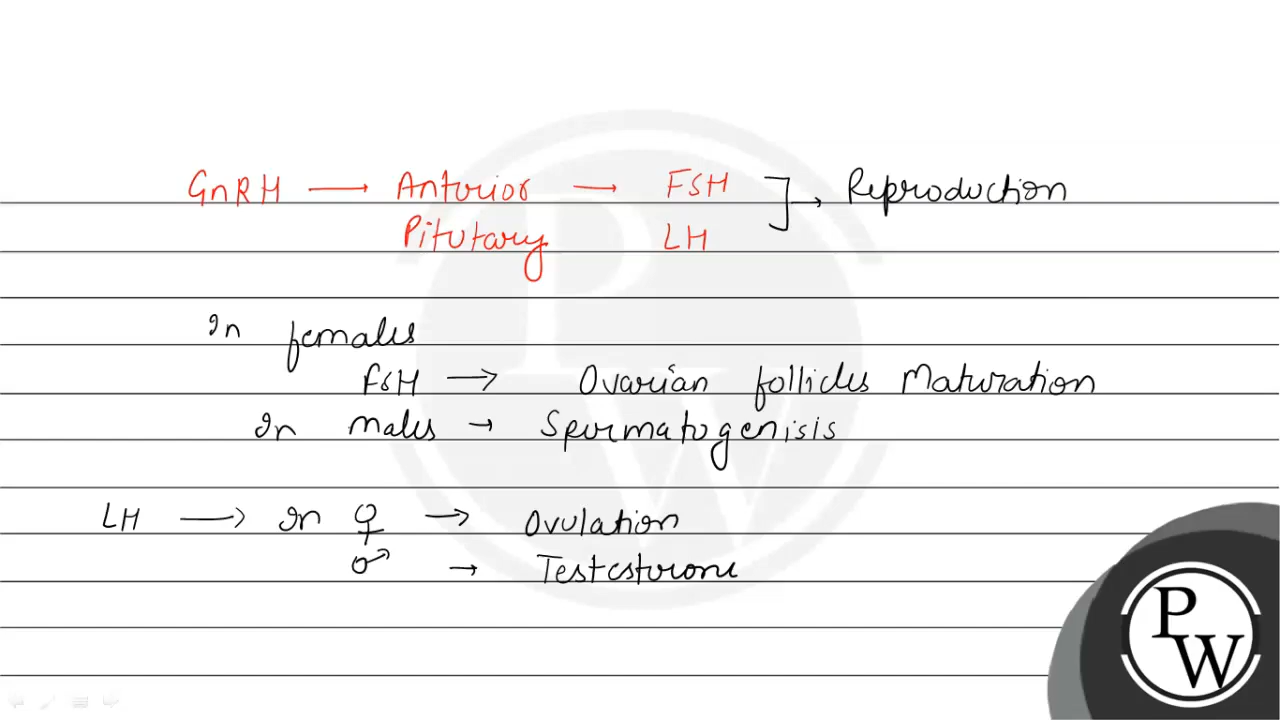 GnRH → Anterior → FSH ] → Reproduction
Pitutary LH
In females
FSH → Ovarian follicles Maturation
In males → Spermatogenisis
LH → In ♀ → Ovulation
♂ → Testesterone
PW